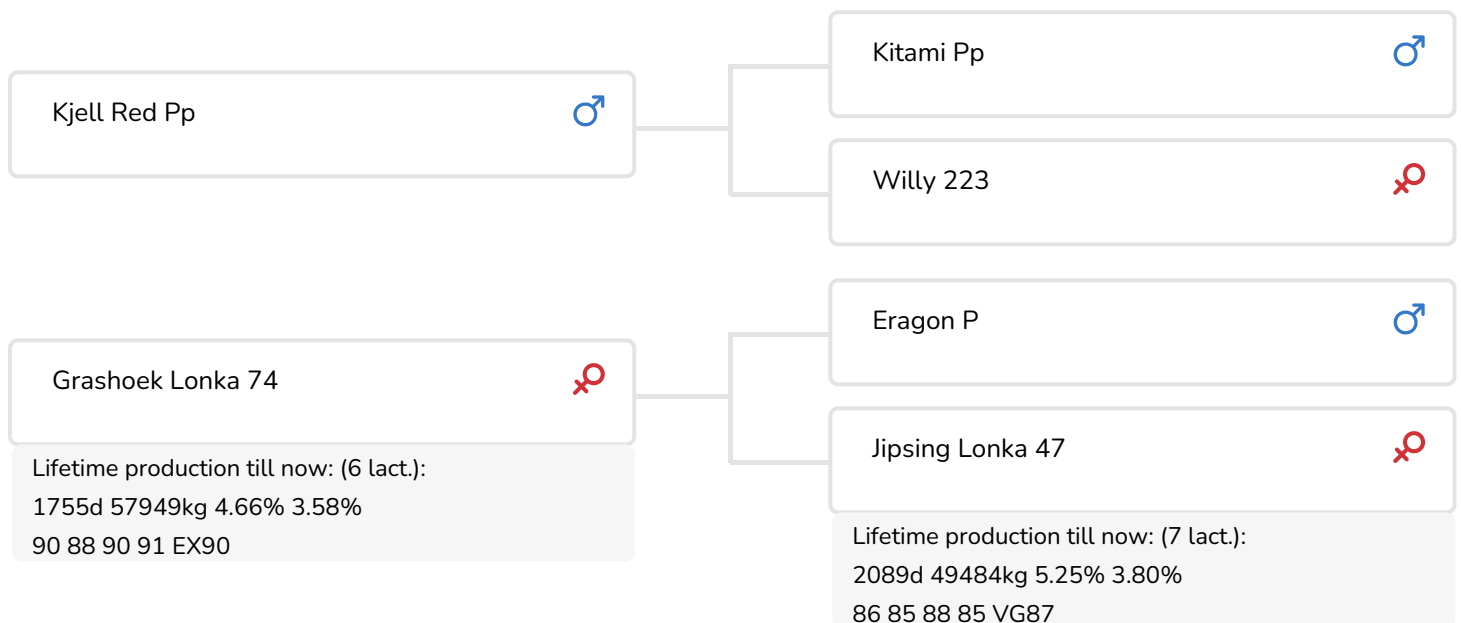 Kjell Red Pp
Kitami Pp
Willy 223
Grashoek Lonka 74
Lifetime production till now: (6 lact.):
1755d 57949kg 4.66% 3.58%
90 88 90 91 EX90
Eragon P
Jipsing Lonka 47
Lifetime production till now: (7 lact.):
2089d 49484kg 5.25% 3.80%
86 85 88 85 VG87